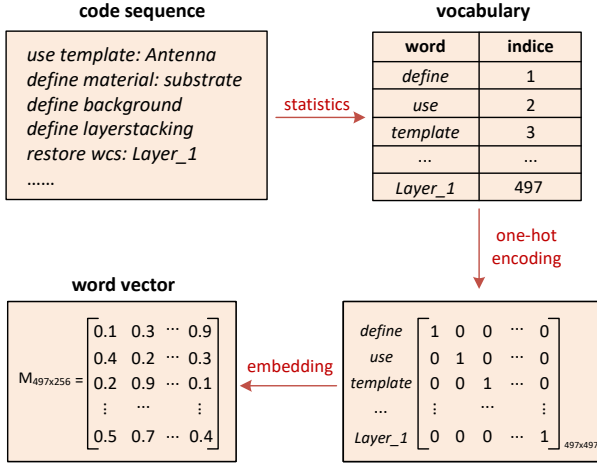 code sequence
use template: Antenna
define material: substrate
define background
define layerstacking
restore wcs: Layer_1
......
statistics
vocabulary
word indice
define 1
use 2
template 3
... ...
Layer_1 497
one-hot
encoding
word vector
M497x256 =
0.1 0.3 ··· 0.9
0.4 0.2 ··· 0.3
0.2 0.9 ··· 0.1
⋮ ··· ⋮
0.5 0.7 ··· 0.4
embedding
define 1 0 0 ··· 0
use 0 1 0 ··· 0
template 0 0 1 ··· 0
... ⋮ ⋮ ⋮ ⋮
Layer_1 0 0 0 ··· 1
497x497